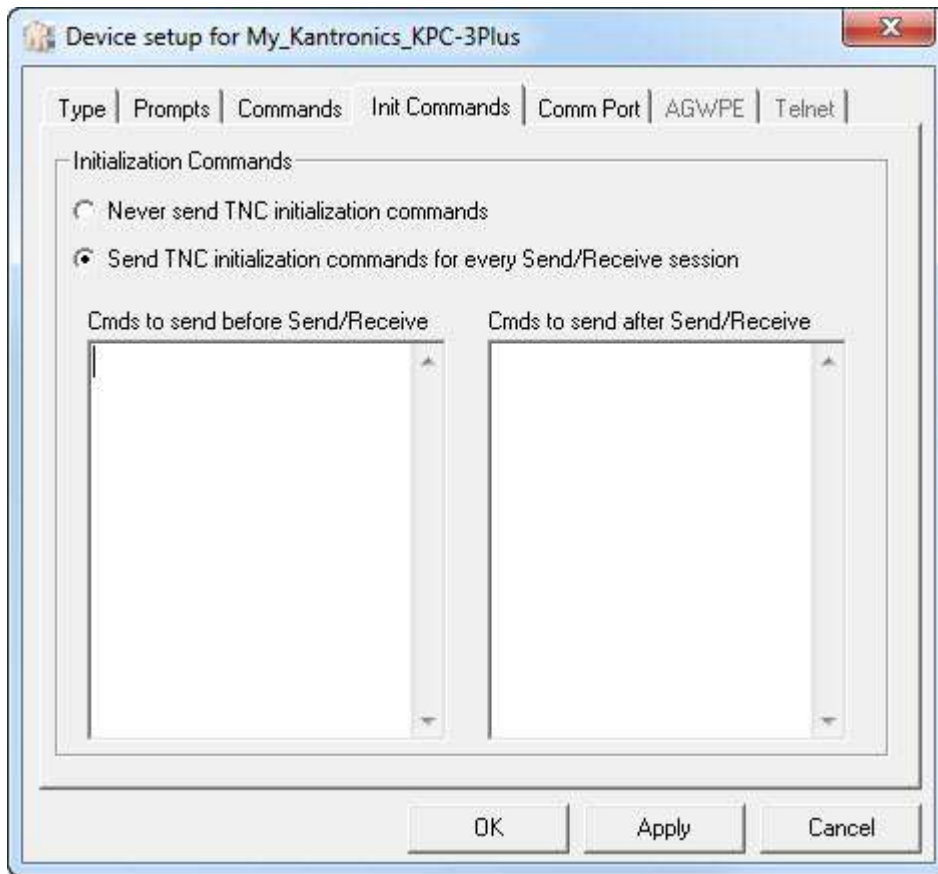 Device setup for My_Kantronics_KPC-3Plus
Type Prompts Commands Init Commands Comm Port AGWPE Telnet
Initialization Commands
Never send TNC initialization commands
Send TNC initialization commands for every Send/Receive session
Cmds to send before Send/Receive Cmds to send after Send/Receive
OK Apply Cancel